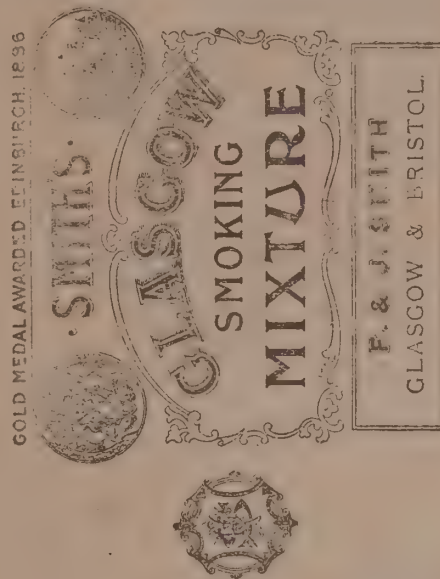 GOLD MEDAL AWARDED EDINBURGH, 1886
·SMITH'S·
GLASGOW
SMOKING
MIXTURE
F. & J. SMITH
GLASGOW & BRISTOL.